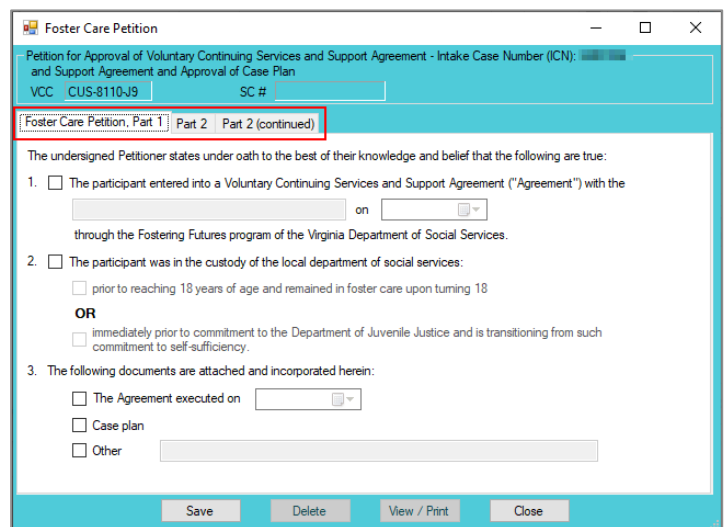 Foster Care Petition
Petition for Approval of Voluntary Continuing Services and Support Agreement - Intake Case Number (ICN):
and Support Agreement and Approval of Case Plan
VCC CUS-8110-J9 SC #
Foster Care Petition, Part 1 Part 2 Part 2 (continued)
The undersigned Petitioner states under oath to the best of their knowledge and belief that the following are true:
1. The participant entered into a Voluntary Continuing Services and Support Agreement ("Agreement") with the
on
through the Fostering Futures program of the Virginia Department of Social Services.
2. The participant was in the custody of the local department of social services:
prior to reaching 18 years of age and remained in foster care upon turning 18
OR
immediately prior to commitment to the Department of Juvenile Justice and is transitioning from such
commitment to self-sufficiency.
3. The following documents are attached and incorporated herein:
The Agreement executed on
Case plan
Other
Save Delete View / Print Close